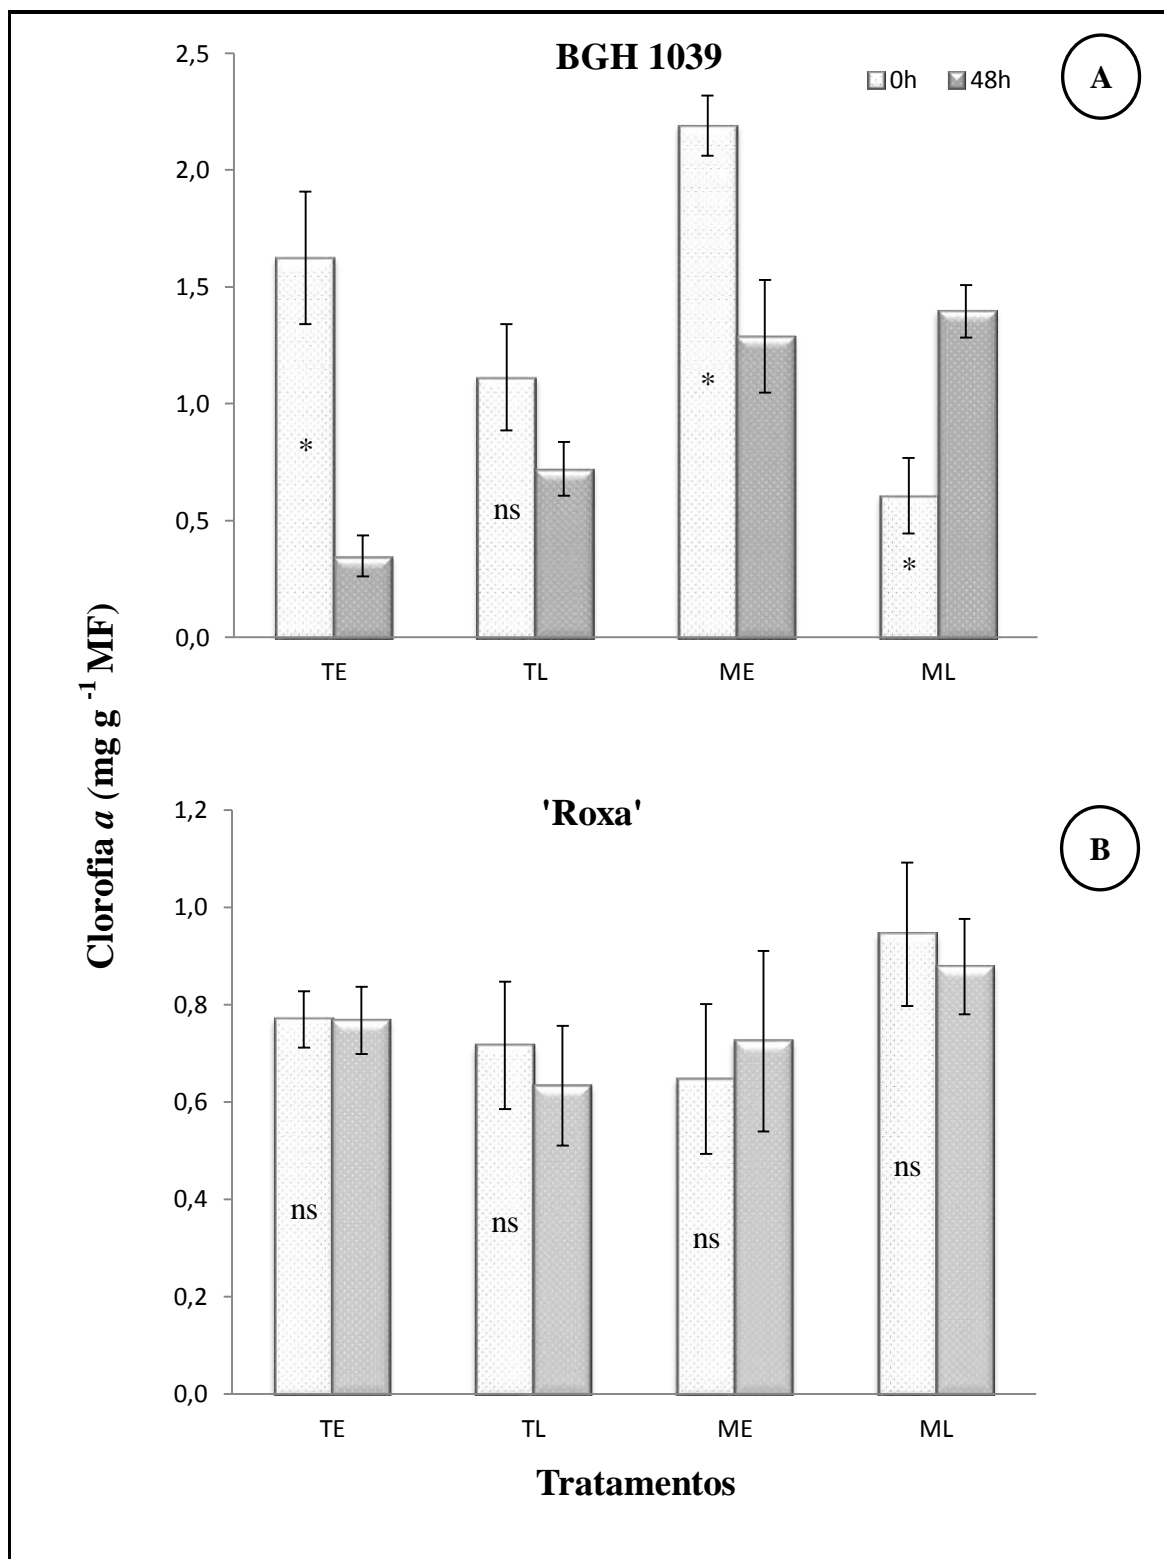 BGH 1039
A
0h 48h
2,5
2,0
1,5
1,0
0,5
0,0
* ns * *
TE TL ME ML
Clorofia a (mg g -1 MF)
'Roxa'
B
1,2
1,0
0,8
0,6
0,4
0,2
0,0
ns ns ns ns
TE TL ME ML
Tratamentos